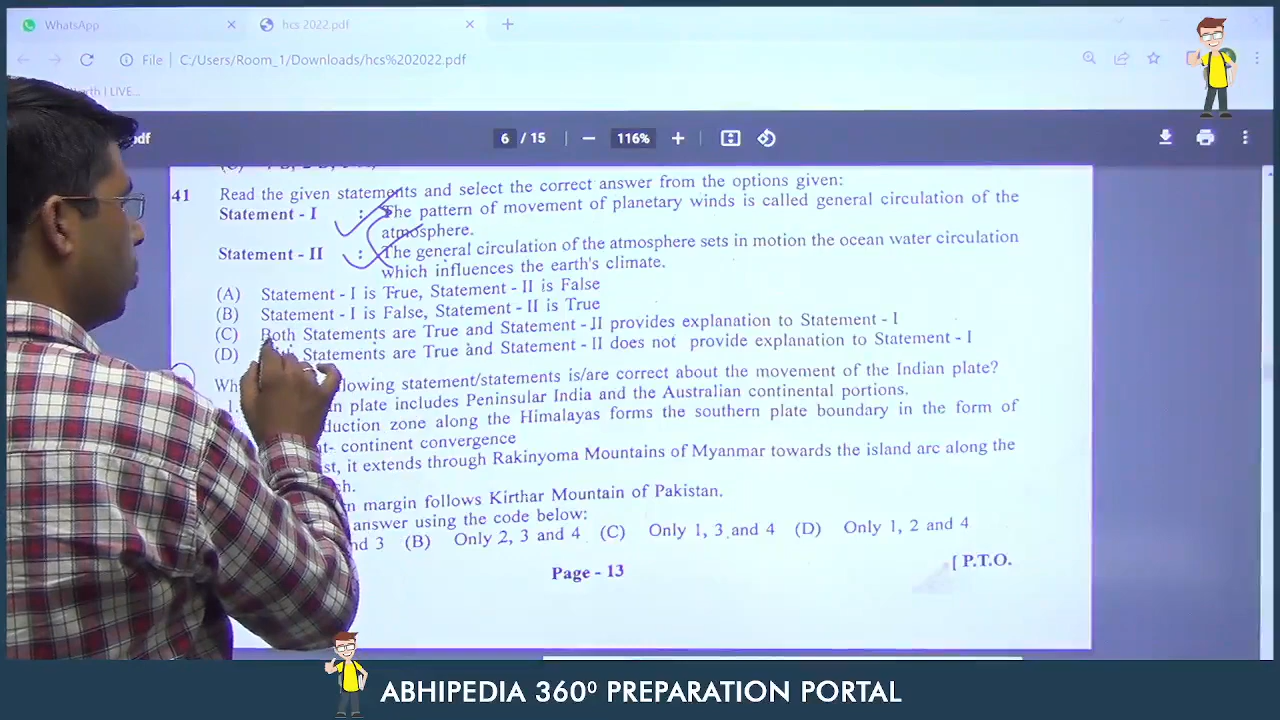 WhatsApp
hcs 2022.pdf
File | C:/Users/Room_1/Downloads/hcs%202022.pdf
LIVE...
6 / 15
116%
41 Read the given statements and select the correct answer from the options given:
Statement - I : The pattern of movement of planetary winds is called general circulation of the
atmosphere.
Statement - II : The general circulation of the atmosphere sets in motion the ocean water circulation
which influences the earth's climate.
(A) Statement - I is True, Statement - II is False
(B) Statement - I is False, Statement - II is True
(C) Both Statements are True and Statement - II provides explanation to Statement - I
(D) Statements are True and Statement - II does not provide explanation to Statement - I
lowing statement/statements is/are correct about the movement of the Indian plate?
1. plate includes Peninsular India and the Australian continental portions.
duction zone along the Himalayas forms the southern plate boundary in the form of
continent convergence
st, it extends through Rakinyoma Mountains of Myanmar towards the island arc along the
ch.
n margin follows Kirthar Mountain of Pakistan.
answer using the code below:
nd 3 (B) Only 2, 3 and 4 (C) Only 1, 3 and 4 (D) Only 1, 2 and 4
Page - 13
[ P.T.O.
ABHIPEDIA 360⁰ PREPARATION PORTAL